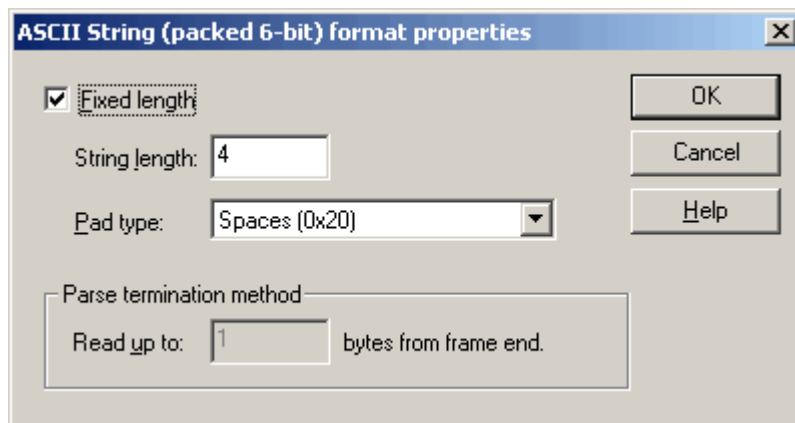 ASCII String (packed 6-bit) format properties
Fixed length
OK
String length: 4
Cancel
Pad type: Spaces (0x20)
Help
Parse termination method
Read up to: 1 bytes from frame end.